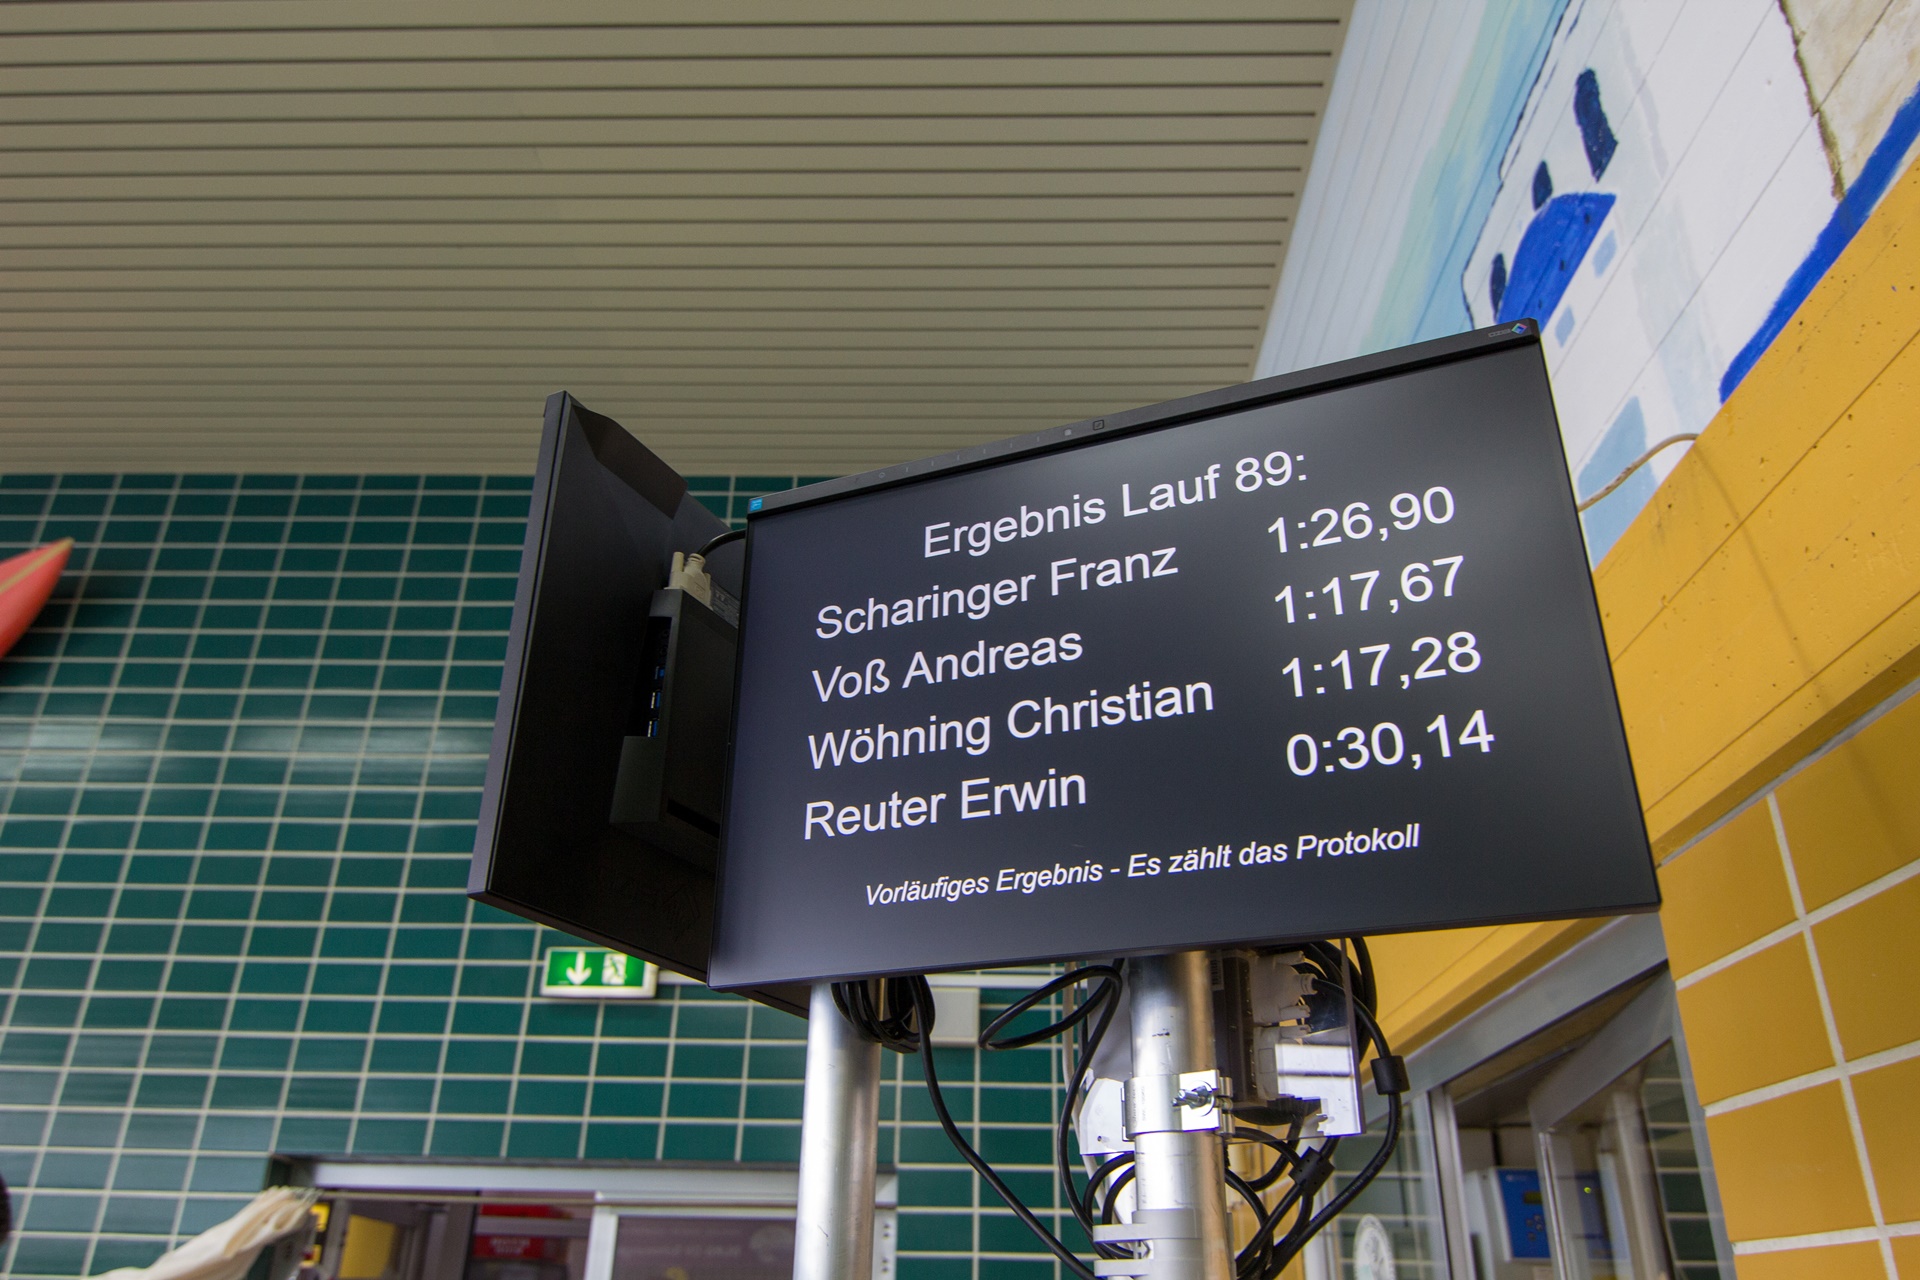 Ergebnis Lauf 89:
Scharinger Franz 1:26,90
Voß Andreas 1:17,67
Wöhning Christian 1:17,28
Reuter Erwin 0:30,14
Vorläufiges Ergebnis - Es zählt das Protokoll